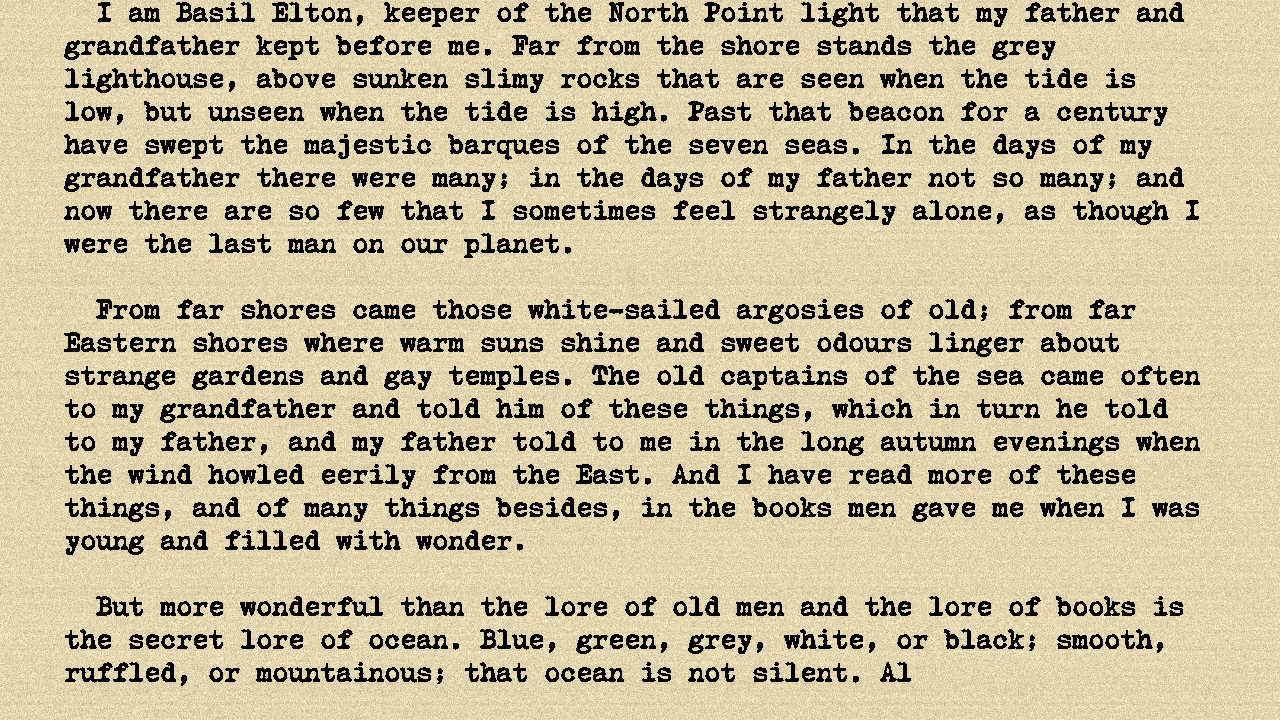 I am Basil Elton, keeper of the North Point light that my father and
grandfather kept before me. Far from the shore stands the grey
lighthouse, above sunken slimy rocks that are seen when the tide is
low, but unseen when the tide is high. Past that beacon for a century
have swept the majestic barques of the seven seas. In the days of my
grandfather there were many; in the days of my father not so many; and
now there are so few that I sometimes feel strangely alone, as though I
were the last man on our planet.
From far shores came those white-sailed argosies of old; from far
Eastern shores where warm suns shine and sweet odours linger about
strange gardens and gay temples. The old captains of the sea came often
to my grandfather and told him of these things, which in turn he told
to my father, and my father told to me in the long autumn evenings when
the wind howled eerily from the East. And I have read more of these
things, and of many things besides, in the books men gave me when I was
young and filled with wonder.
But more wonderful than the lore of old men and the lore of books is
the secret lore of ocean. Blue, green, grey, white, or black; smooth,
ruffled, or mountainous; that ocean is not silent. Al